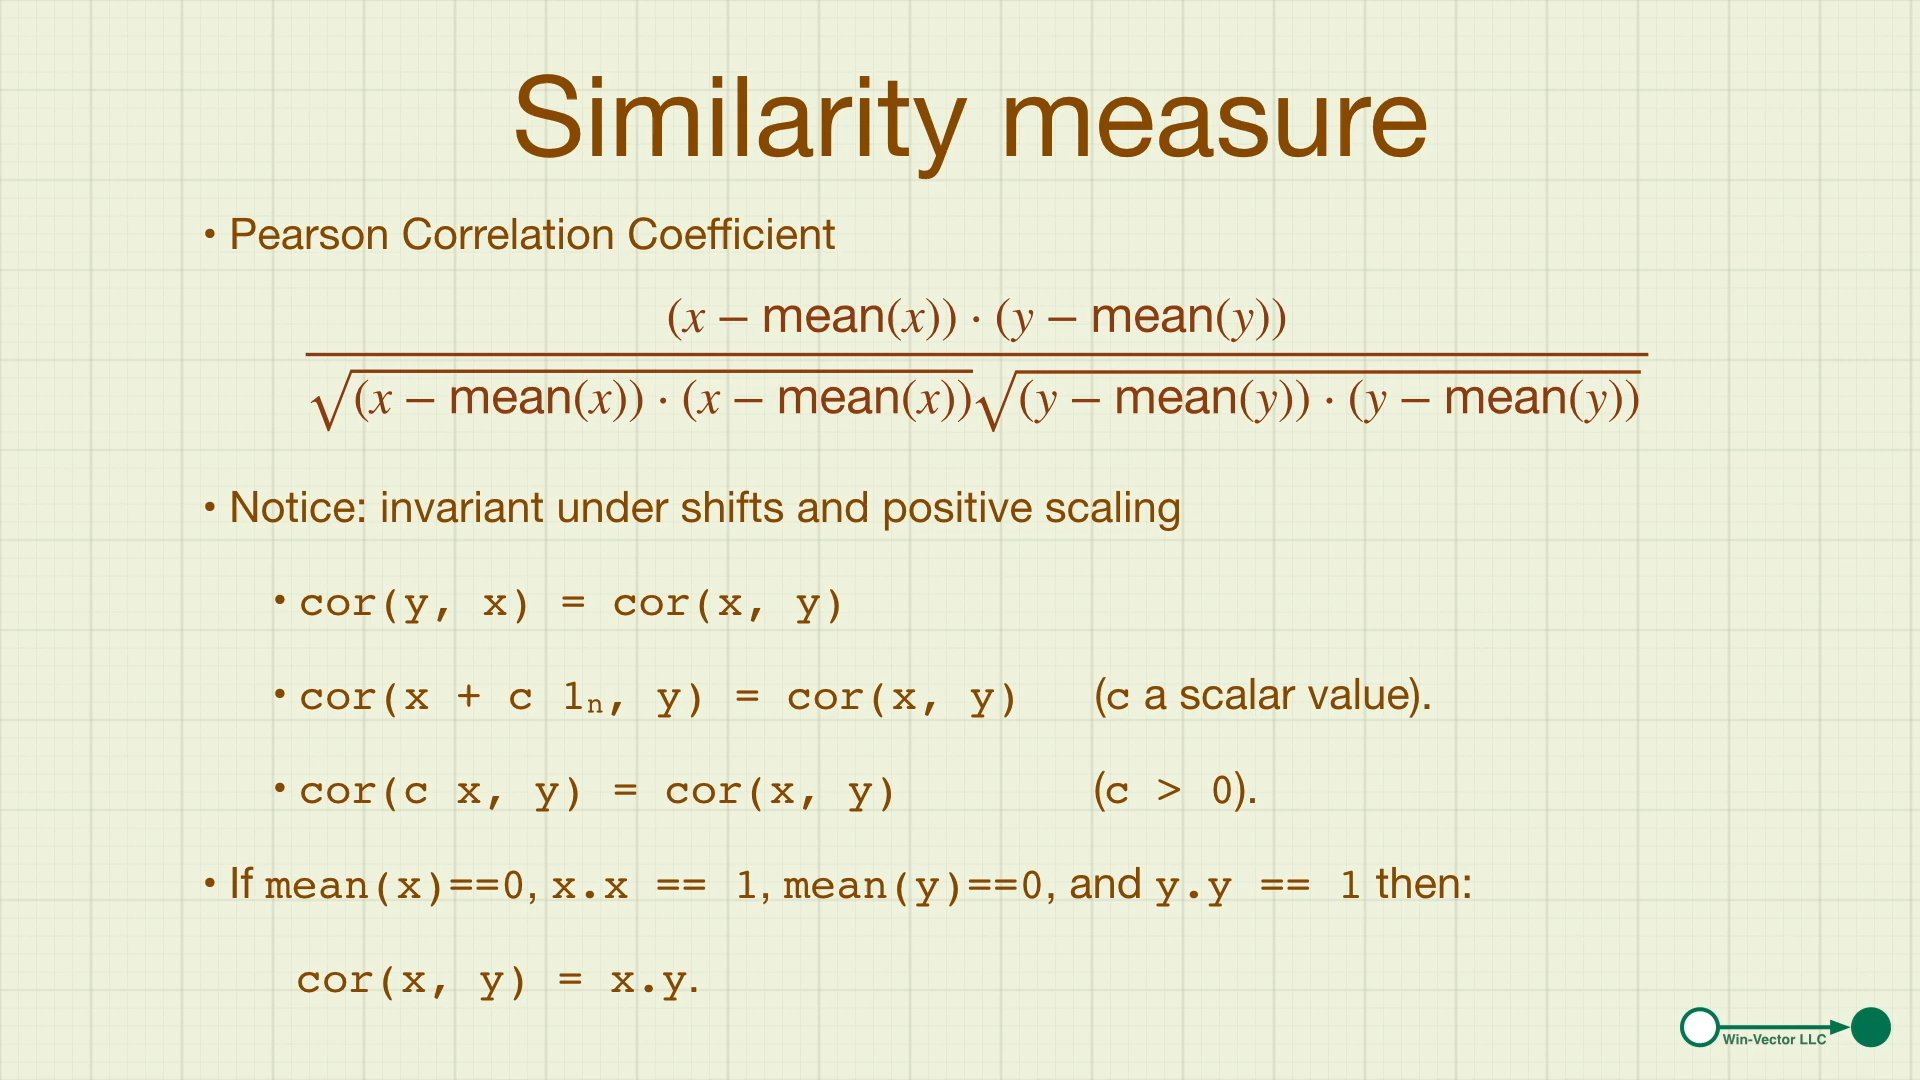 Similarity measure
• Pearson Correlation Coefficient
(x − mean(x)) · (y − mean(y))
√(x − mean(x)) · (x − mean(x))√(y − mean(y)) · (y − mean(y))
• Notice: invariant under shifts and positive scaling
• cor(y, x) = cor(x, y)
• cor(x + c 1ₙ, y) = cor(x, y) (c a scalar value).
• cor(c x, y) = cor(x, y) (c > 0).
• If mean(x)==0, x.x == 1, mean(y)==0, and y.y == 1 then:
cor(x, y) = x.y.
Win-Vector LLC